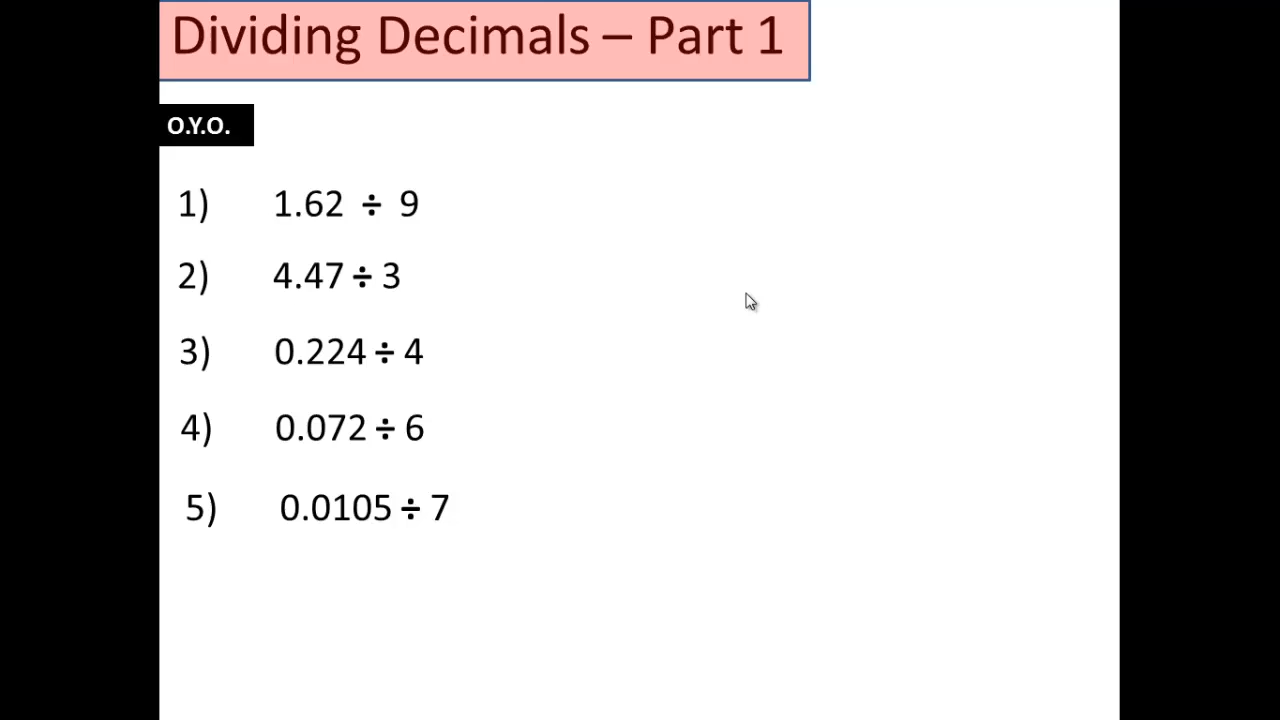 Dividing Decimals – Part 1
O.Y.O.
1) 1.62 ÷ 9
2) 4.47 ÷ 3
3) 0.224 ÷ 4
4) 0.072 ÷ 6
5) 0.0105 ÷ 7